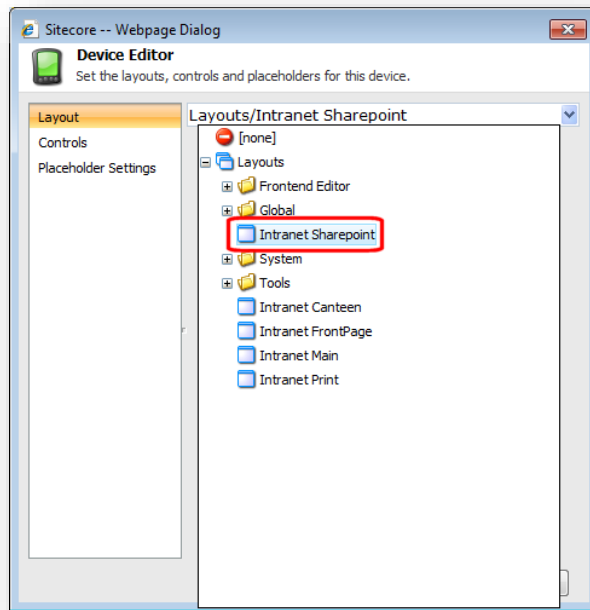 Sitecore -- Webpage Dialog
Device Editor
Set the layouts, controls and placeholders for this device.
Layout
Controls
Placeholder Settings
Layouts/Intranet Sharepoint
[none]
Layouts
Frontend Editor
Global
Intranet Sharepoint
System
Tools
Intranet Canteen
Intranet FrontPage
Intranet Main
Intranet Print